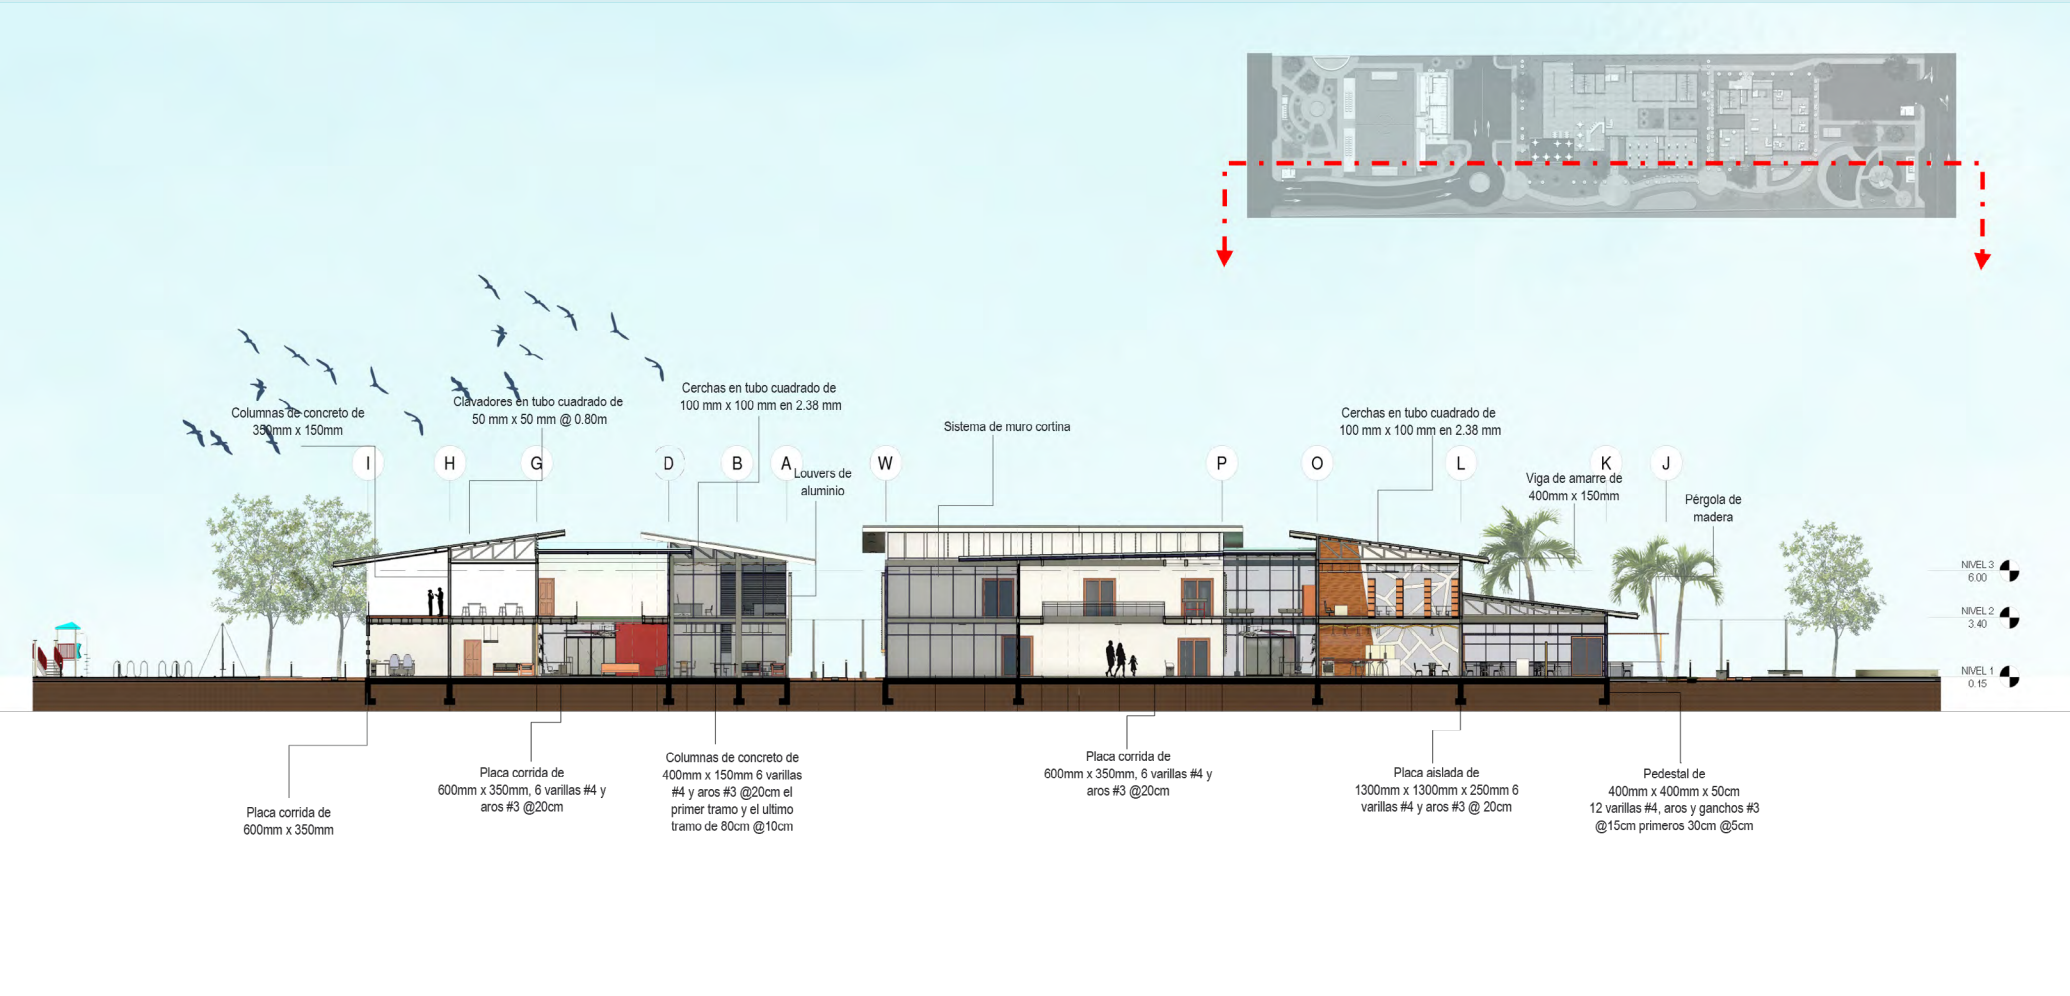 Cerchas en tubo cuadrado de
100 mm x 100 mm en 2.38 mm
Clavadores en tubo cuadrado de
50 mm x 50 mm @ 0.80m
Columnas de concreto de
350mm x 150mm
Sistema de muro cortina
Cerchas en tubo cuadrado de
100 mm x 100 mm en 2.38 mm
I
H
G
D
B
A
W
P
O
L
K
J
Louvers de
aluminio
Viga de amarre de
400mm x 150mm
Pérgola de
madera
NIVEL 3
6.00
NIVEL 2
3.40
NIVEL 1
0.15
Placa corrida de
600mm x 350mm
Placa corrida de
600mm x 350mm, 6 varillas #4 y
aros #3 @20cm
Columnas de concreto de
400mm x 150mm 6 varillas
#4 y aros #3 @20cm el
primer tramo y el ultimo
tramo de 80cm @10cm
Placa corrida de
600mm x 350mm, 6 varillas #4 y
aros #3 @20cm
Placa aislada de
1300mm x 1300mm x 250mm 6
varillas #4 y aros #3 @ 20cm
Pedestal de
400mm x 400mm x 50cm
12 varillas #4, aros y ganchos #3
@15cm primeros 30cm @5cm